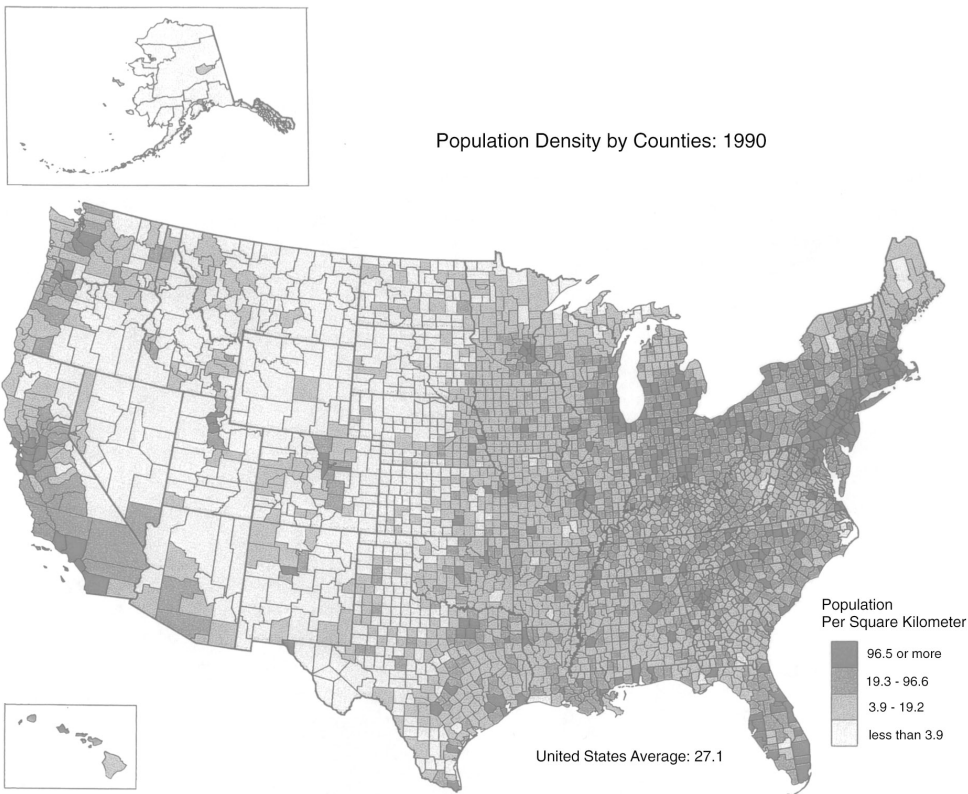 Population Density by Counties: 1990
Population
Per Square Kilometer
96.5 or more
19.3 - 96.6
3.9 - 19.2
less than 3.9
United States Average: 27.1